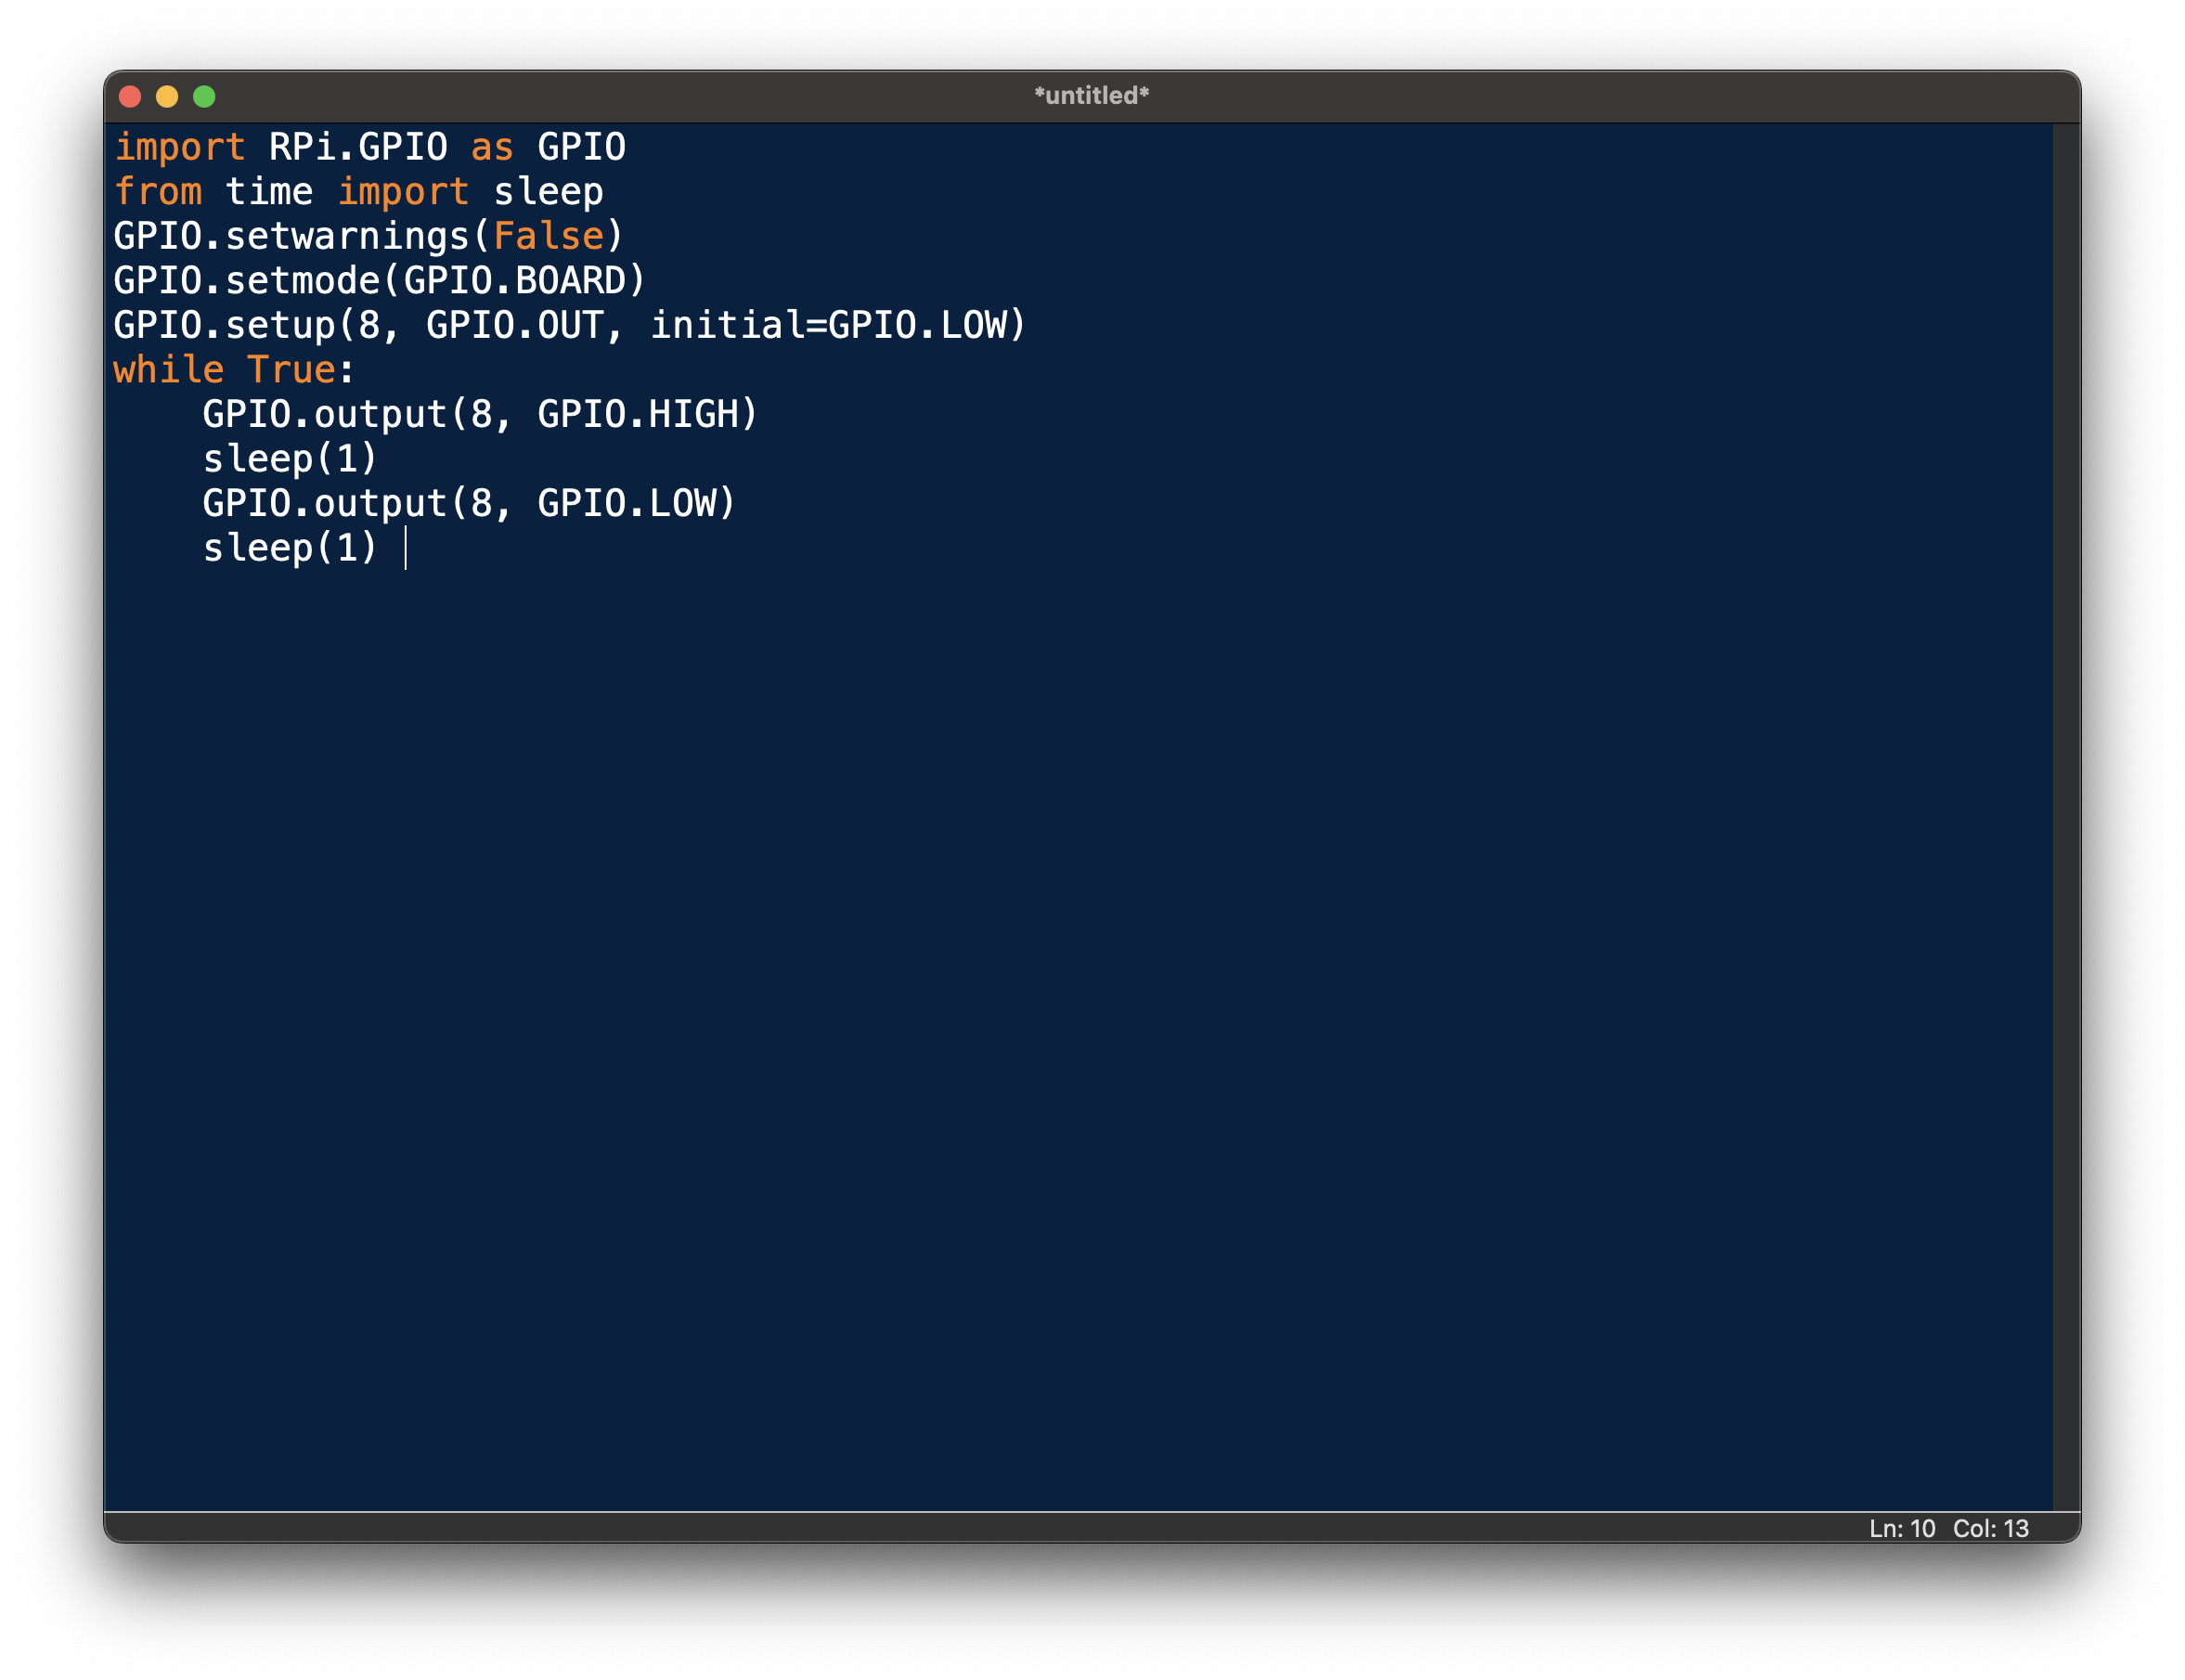 *untitled*
import RPi.GPIO as GPIO
from time import sleep
GPIO.setwarnings(False)
GPIO.setmode(GPIO.BOARD)
GPIO.setup(8, GPIO.OUT, initial=GPIO.LOW)
while True:
    GPIO.output(8, GPIO.HIGH)
    sleep(1)
    GPIO.output(8, GPIO.LOW)
    sleep(1)
Ln: 10 Col: 13